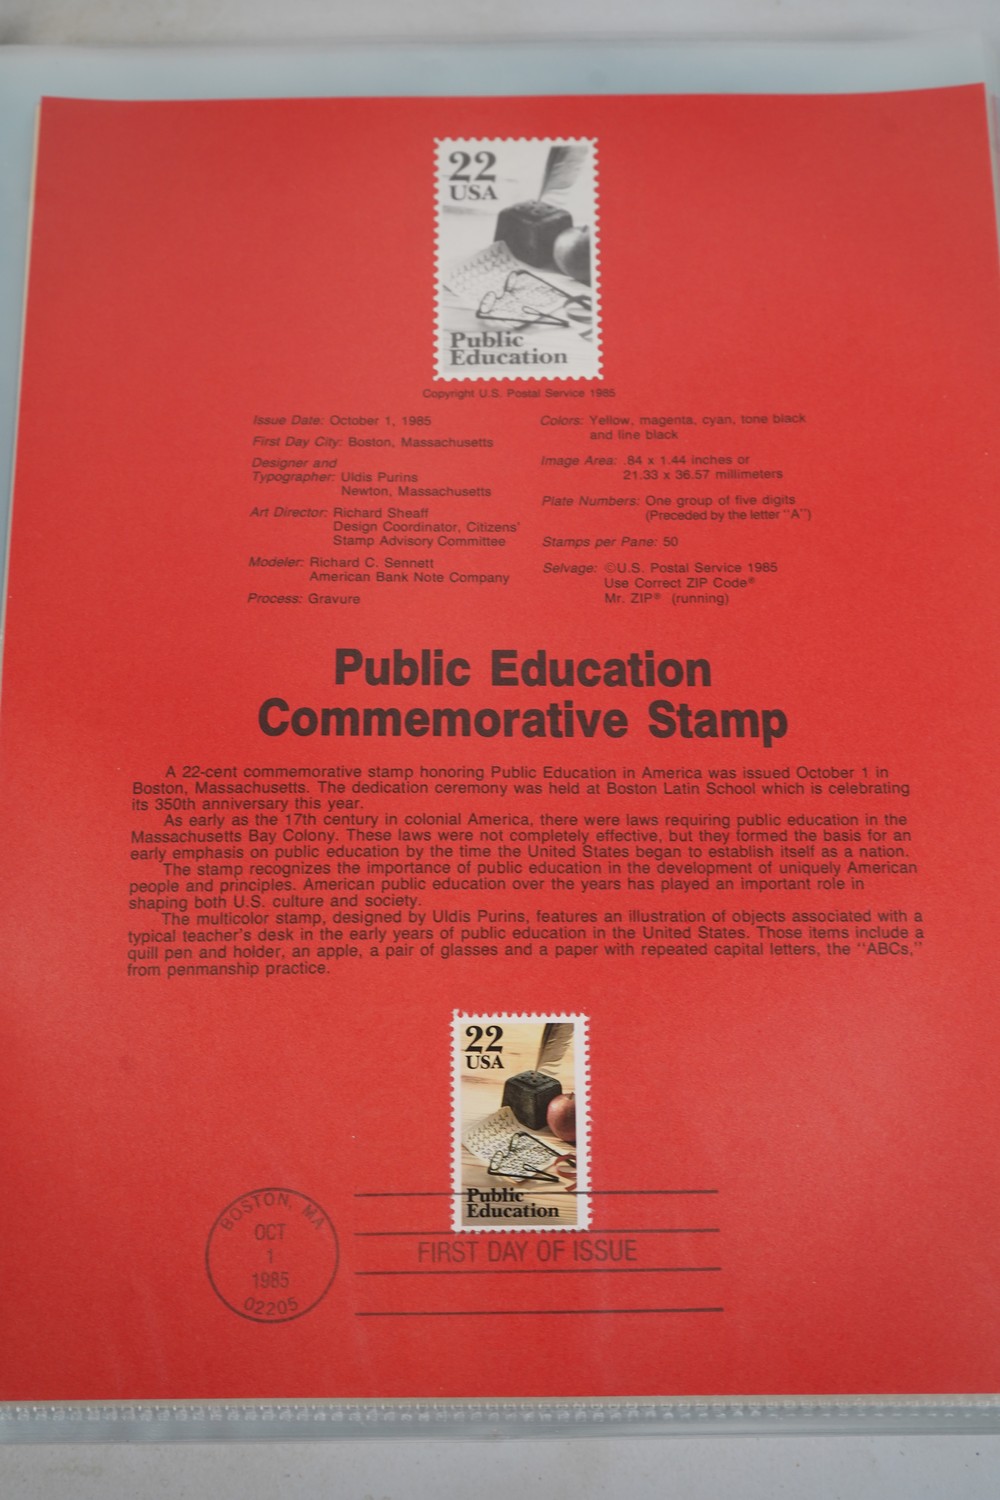 22
USA
Public
Education
Copyright U.S. Postal Service 1985
Issue Date: October 1, 1985
First Day City: Boston, Massachusetts
Designer and
Typographer: Uldis Purins
Newton, Massachusetts
Art Director: Richard Sheaff
Design Coordinator, Citizens'
Stamp Advisory Committee
Modeler: Richard C. Sennett
American Bank Note Company
Process: Gravure
Colors: Yellow, magenta, cyan, tone black
and line black
Image Area: .84 x 1.44 inches or
21.33 x 36.57 millimeters
Plate Numbers: One group of five digits
(Preceded by the letter "A")
Stamps per Pane: 50
Selvage: ©U.S. Postal Service 1985
Use Correct ZIP Code®
Mr. ZIP® (running)
Public Education
Commemorative Stamp
A 22-cent commemorative stamp honoring Public Education in America was issued October 1 in
Boston, Massachusetts. The dedication ceremony was held at Boston Latin School which is celebrating
its 350th anniversary this year.
As early as the 17th century in colonial America, there were laws requiring public education in the
Massachusetts Bay Colony. These laws were not completely effective, but they formed the basis for an
early emphasis on public education by the time the United States began to establish itself as a nation.
The stamp recognizes the importance of public education in the development of uniquely American
people and principles. American public education over the years has played an important role in
shaping both U.S. culture and society.
The multicolor stamp, designed by Uldis Purins, features an illustration of objects associated with a
typical teacher's desk in the early years of public education in the United States. Those items include a
quill pen and holder, an apple, a pair of glasses and a paper with repeated capital letters, the "ABCs,"
from penmanship practice.
22
USA
Public
Education
BOSTON, MA
OCT
1
1985
02205
FIRST DAY OF ISSUE